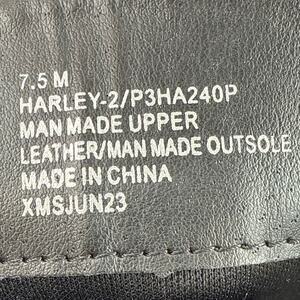 7.5 M
HARLEY-2/P3HA240P
MAN MADE UPPER
LEATHER/MAN MADE OUTSOLE
MADE IN CHINA
XMSJUN23